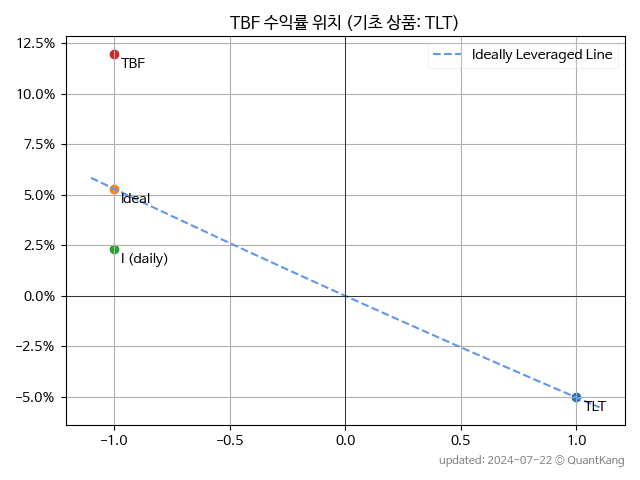 TBF 수익률 위치 (기초 상품: TLT)
Ideally Leveraged Line
12.5%
10.0%
7.5%
5.0%
2.5%
0.0%
−2.5%
−5.0%
TBF
Ideal
I (daily)
TLT
−1.0 −0.5 0.0 0.5 1.0
updated: 2024-07-22 © QuantKang